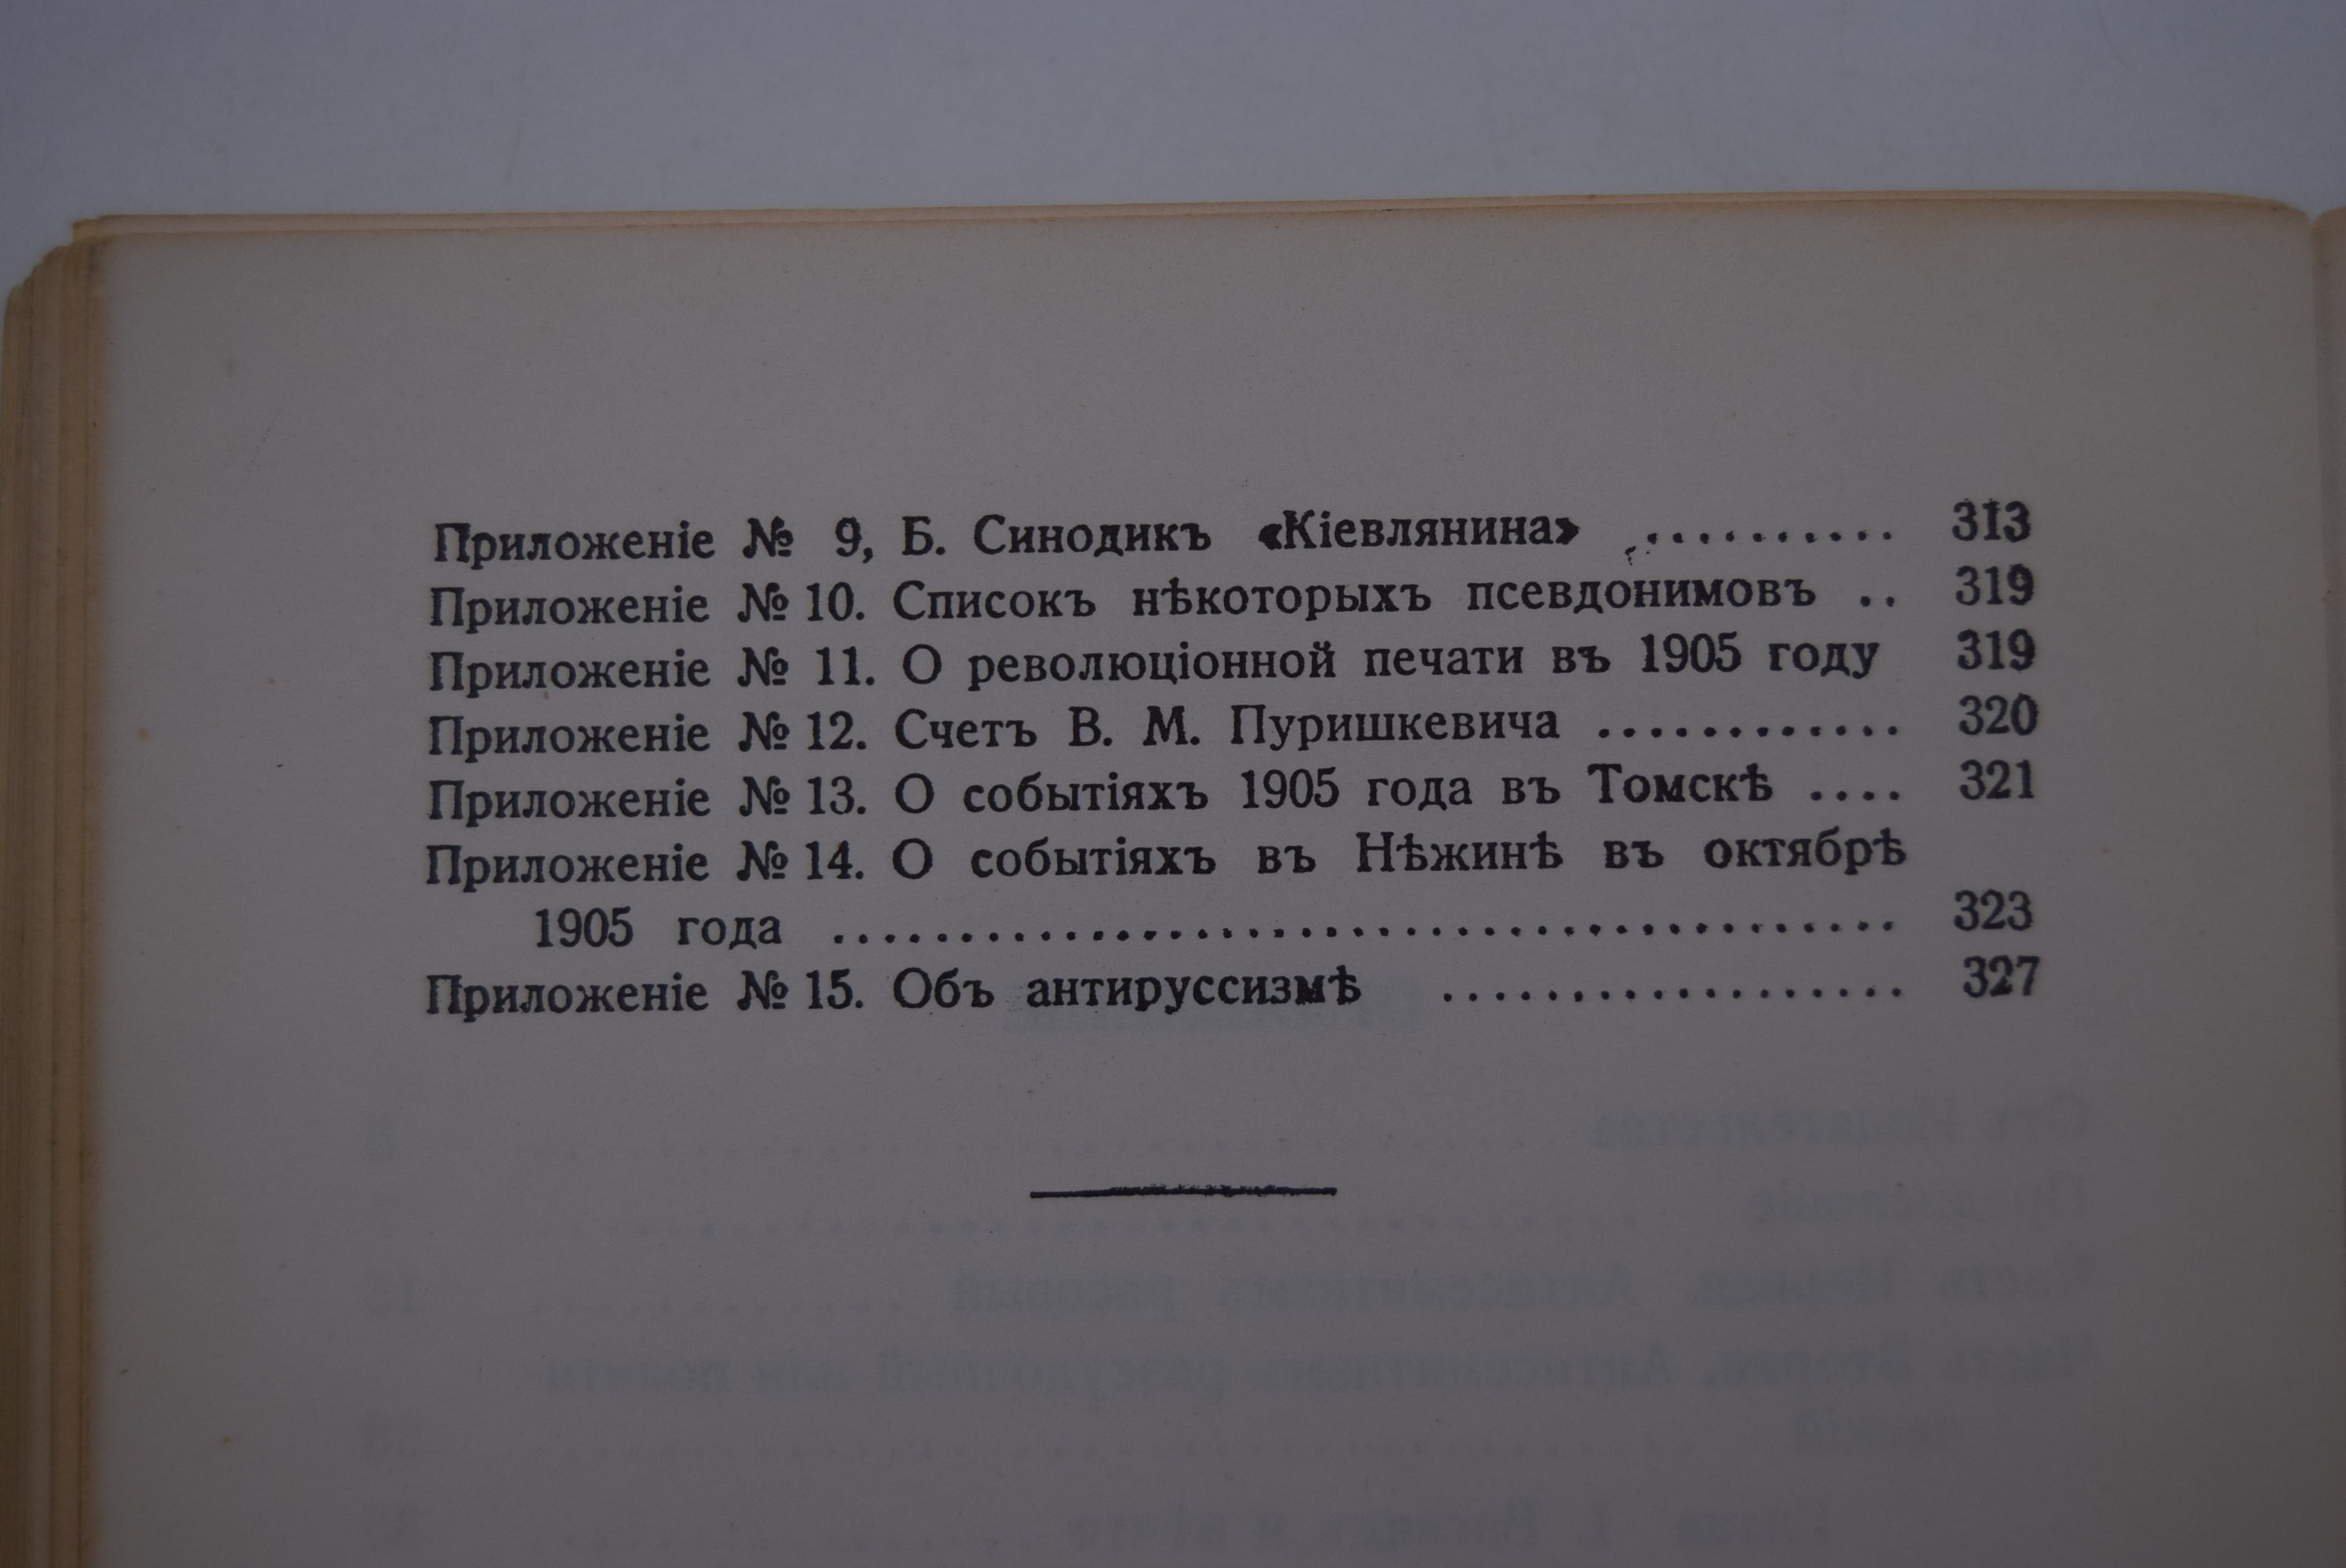 Приложеніе № 9, Б. Синодикъ «Кіевлянина» .......... 313
Приложеніе № 10. Списокъ нѣкоторыхъ псевдонимовъ .. 319
Приложеніе № 11. О революціонной печати въ 1905 году 319
Приложеніе № 12. Счетъ В. М. Пуришкевича ............ 320
Приложеніе № 13. О событіяхъ 1905 года въ Томскѣ .... 321
Приложеніе № 14. О событіяхъ въ Нѣжинѣ въ октябрѣ
1905 года .......................................... 323
Приложеніе № 15. Объ антируссизмѣ .................. 327